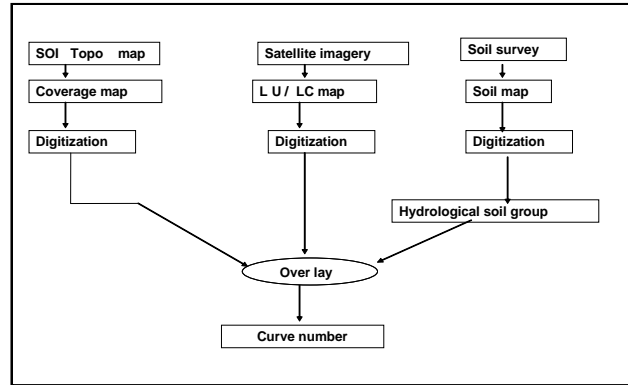 SOI Topo map
Satellite imagery
Soil survey
Coverage map
L U / LC map
Soil map
Digitization
Digitization
Digitization
Hydrological soil group
Over lay
Curve number